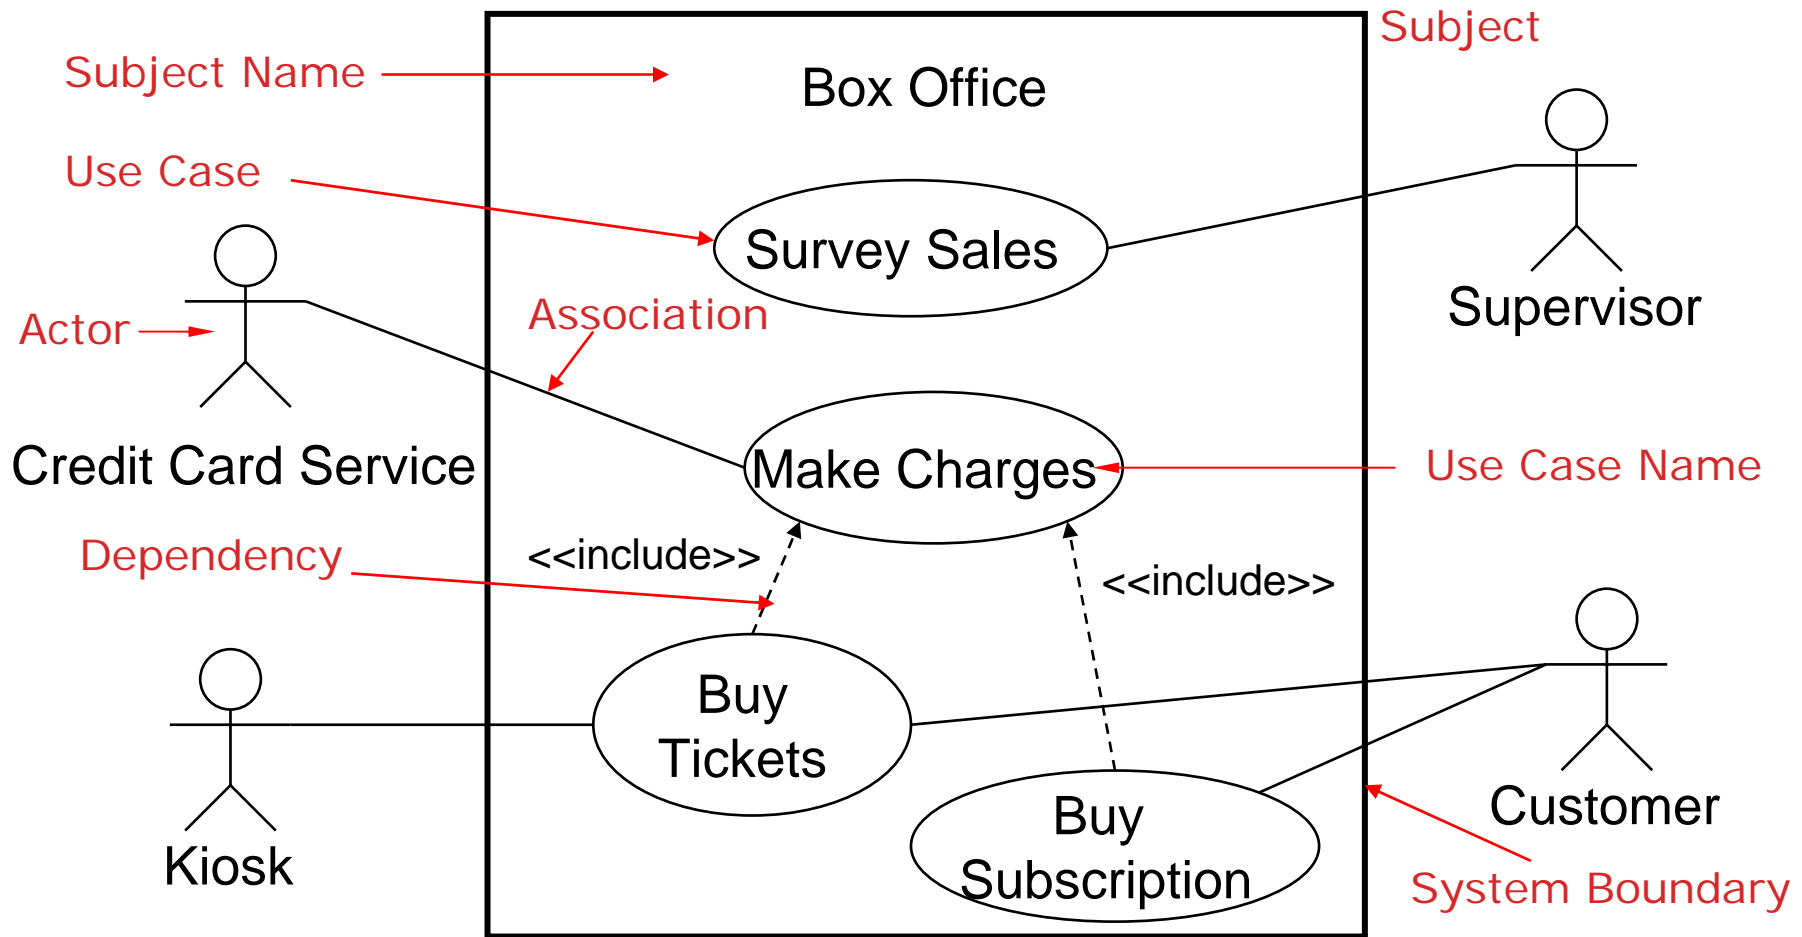 Subject
Subject Name
Box Office
Use Case
Survey Sales
Supervisor
Association
Actor
Credit Card Service
Make Charges
Use Case Name
Dependency
<<include>>
<<include>>
Buy
Tickets
Customer
Buy
Subscription
Kiosk
System Boundary